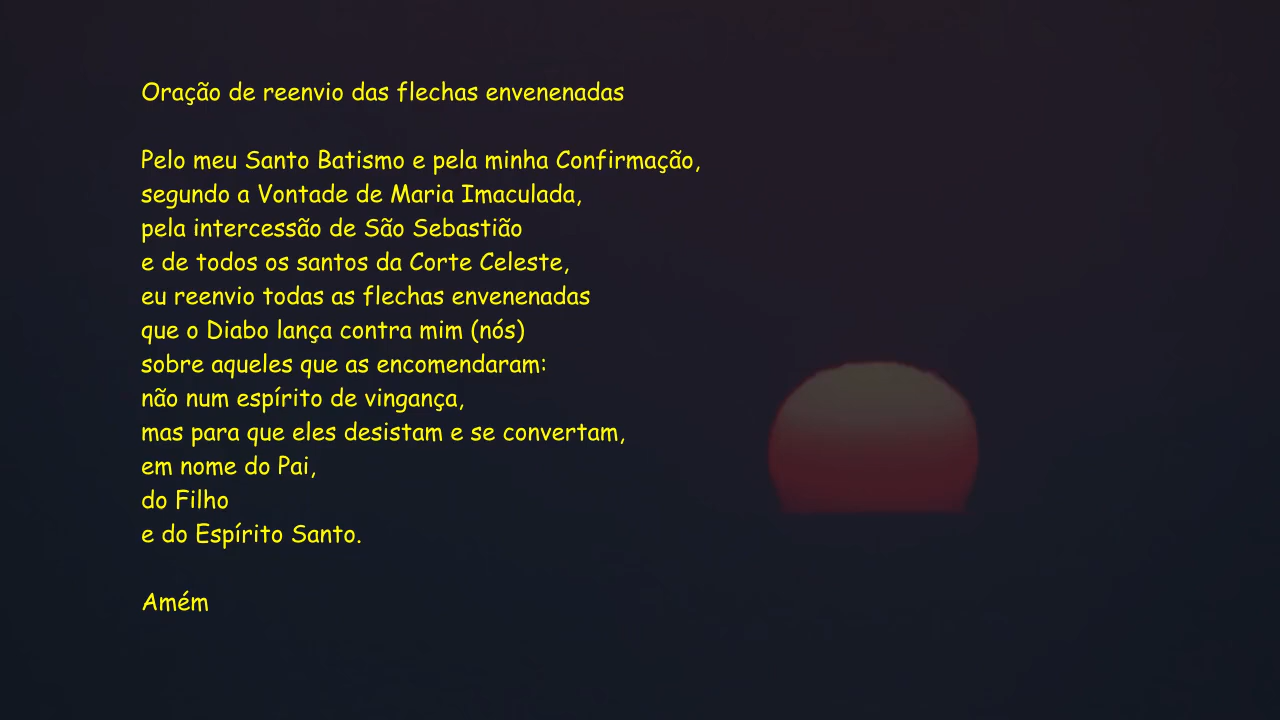 Oração de reenvio das flechas envenenadas
Pelo meu Santo Batismo e pela minha Confirmação,
segundo a Vontade de Maria Imaculada,
pela intercessão de São Sebastião
e de todos os santos da Corte Celeste,
eu reenvio todas as flechas envenenadas
que o Diabo lança contra mim (nós)
sobre aqueles que as encomendaram:
não num espírito de vingança,
mas para que eles desistam e se convertam,
em nome do Pai,
do Filho
e do Espírito Santo.
Amém